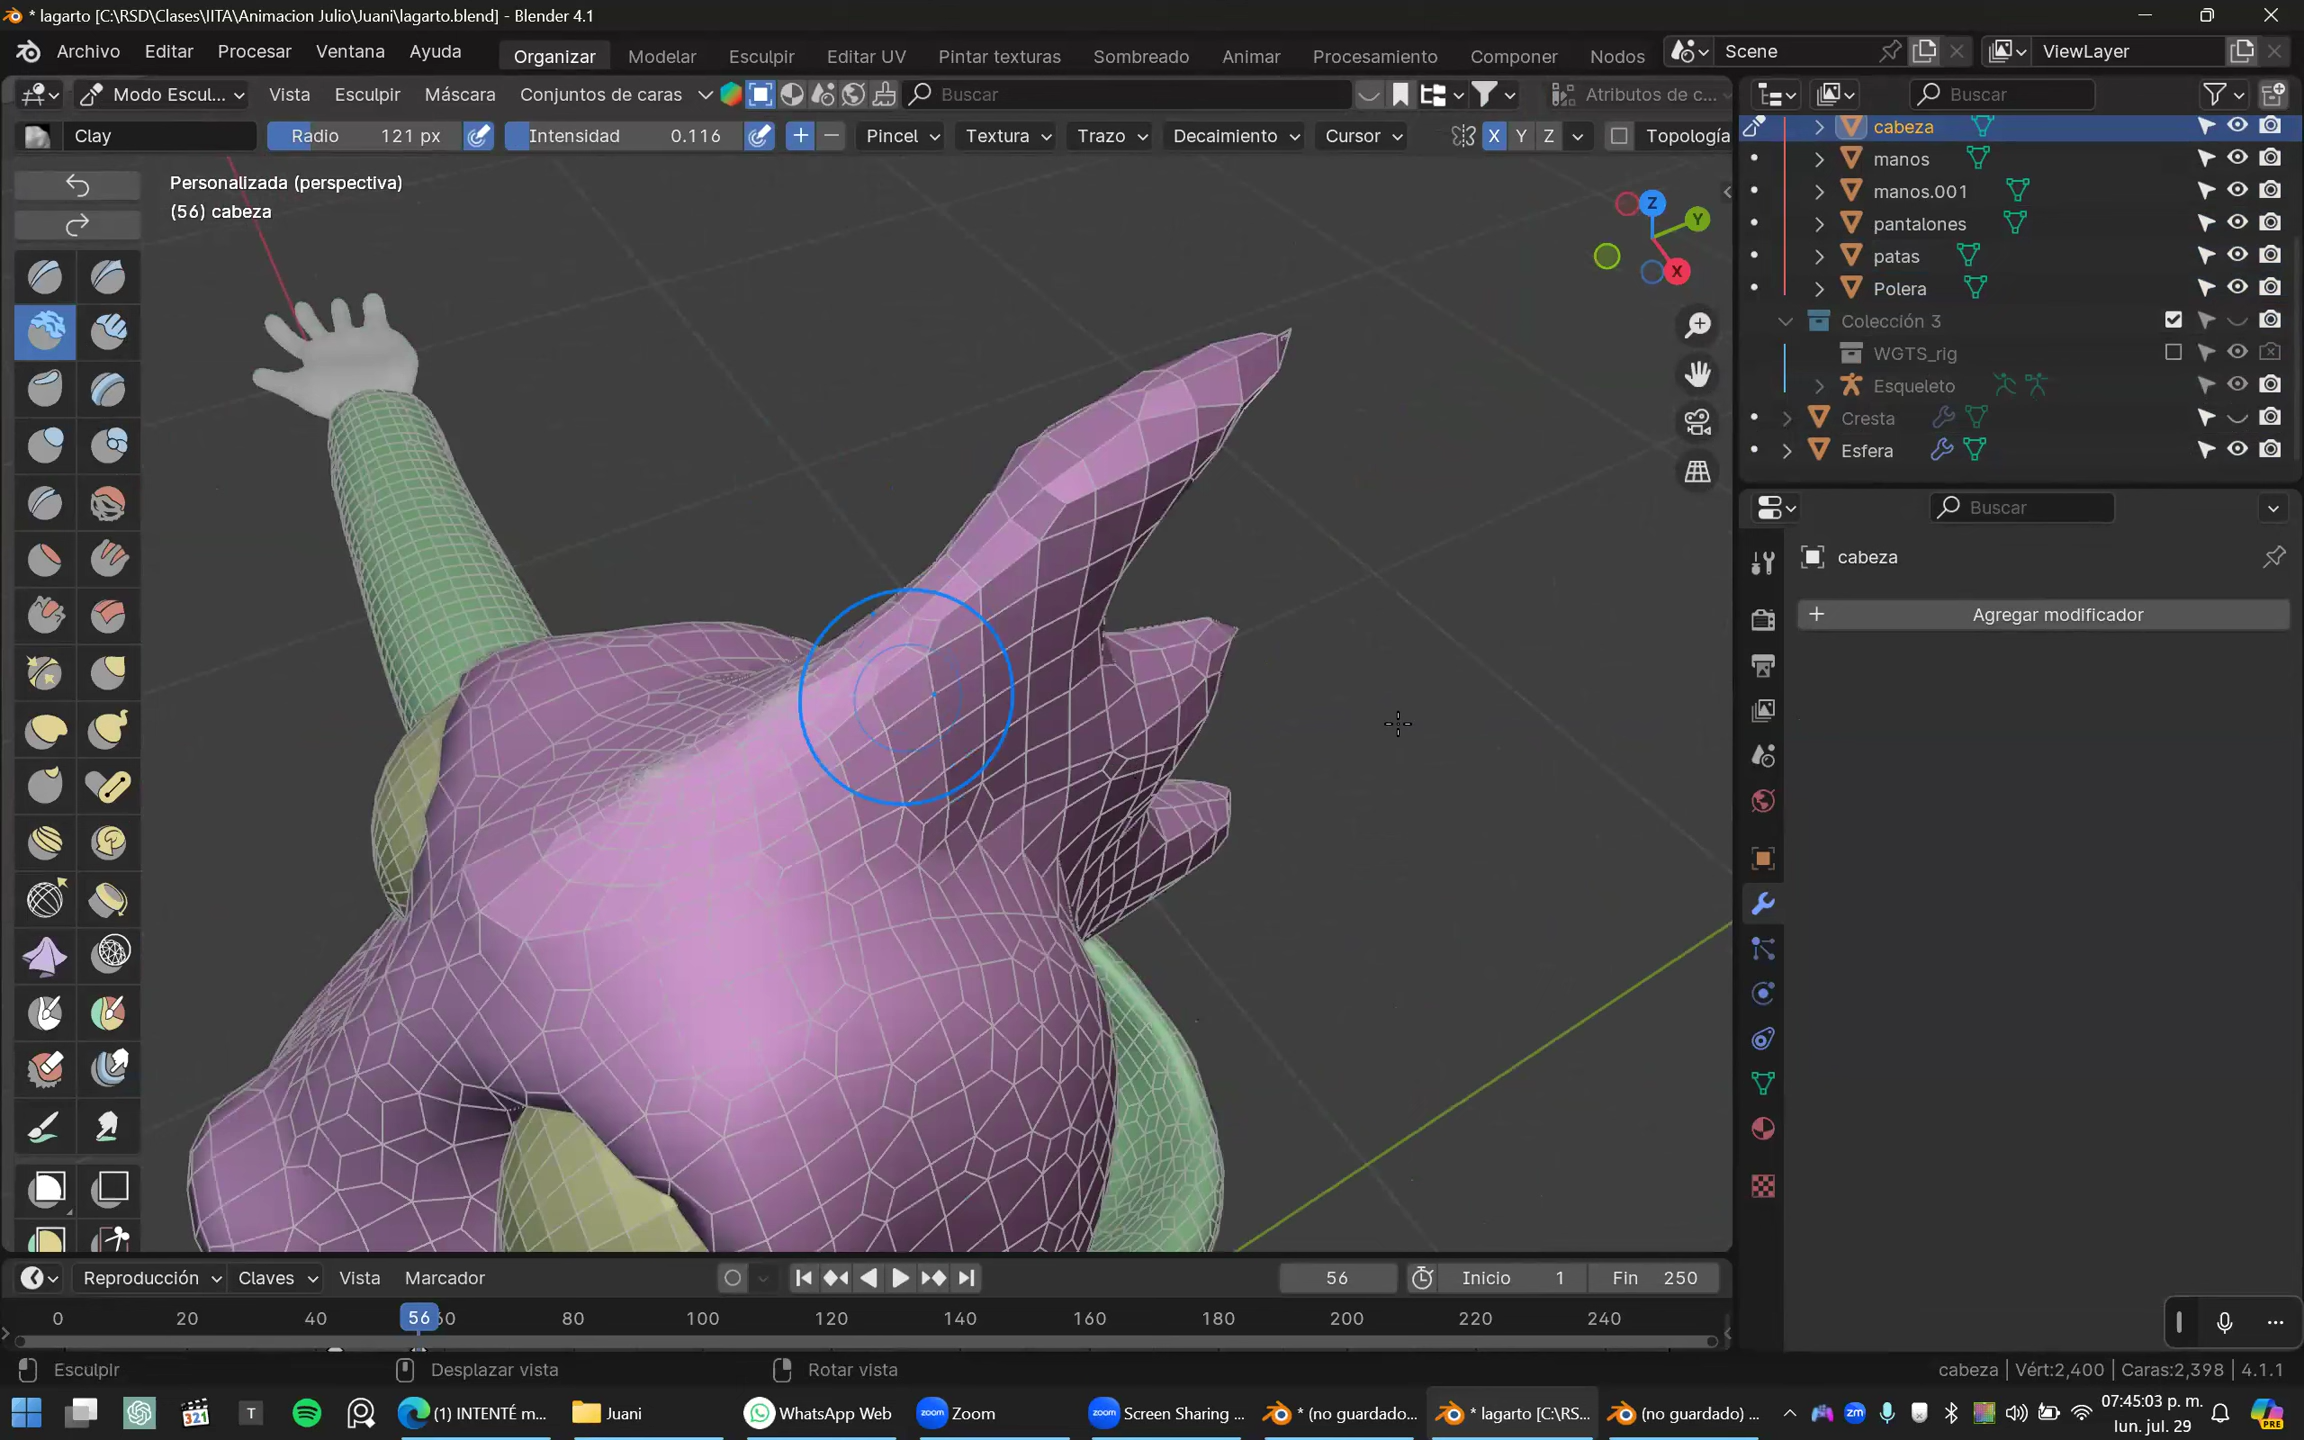 * lagarto [C:\RSD\Clases\IITA\Animacion Julio\Juani\lagarto.blend] - Blender 4.1
Archivo Editar Procesar Ventana Ayuda Organizar Modelar Esculpir Editar UV Pintar texturas Sombreado Animar Procesamiento Componer Nodos Scene ViewLayer
Modo Escul... Vista Esculpir Máscara Conjuntos de caras Buscar Atributos de c... Buscar
Clay Radio 121 px Intensidad 0.116 Pincel Textura Trazo Decaimiento Cursor X Y Z Topología
Personalizada (perspectiva)
(56) cabeza
Z
Y
X
cabeza
manos
manos.001
pantalones
patas
Polera
Colección 3
WGTS_rig
Esqueleto
Cresta
Esfera
Buscar
cabeza
Agregar modificador
Reproducción Claves Vista Marcador 56 Inicio 1 Fin 250
0 20 40 56 60 80 100 120 140 160 180 200 220 240
Esculpir Desplazar vista Rotar vista cabeza | Vért:2,400 | Caras:2,398 | 4.1.1
321 T (1) INTENTÉ m... Juani WhatsApp Web zoom Zoom zoom Screen Sharing ... * (no guardado... * lagarto [C:\RS... (no guardado) ... zm 07:45:03 p. m.
lun. jul. 29
PRE